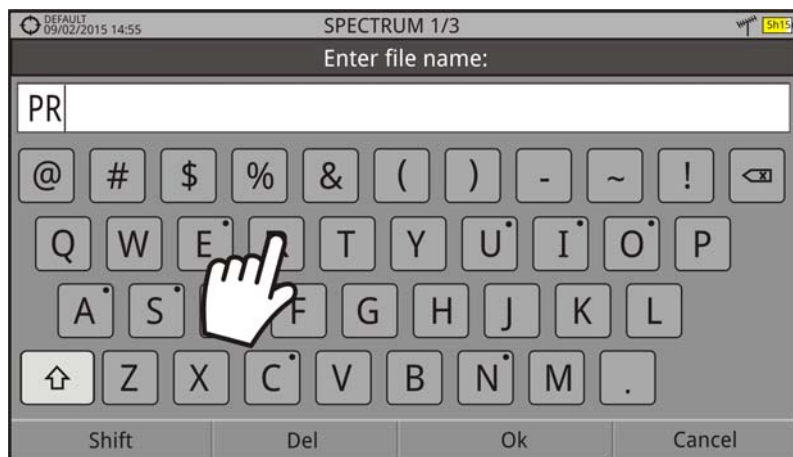 DEFAULT
09/02/2015 14:55
SPECTRUM 1/3
5h15
Enter file name:
PR
@ # $ % & ( ) - ~ !
Q W E T Y U I O P
A S F G H J K L
Z X C V B N M .
Shift Del Ok Cancel